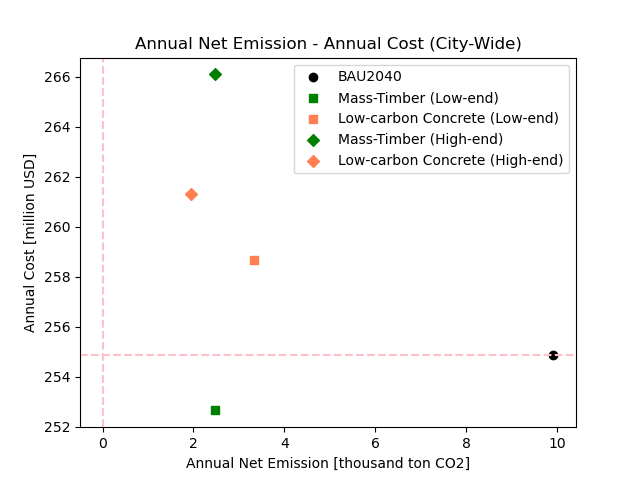 Annual Net Emission - Annual Cost (City-Wide)
BAU2040
Mass-Timber (Low-end)
Low-carbon Concrete (Low-end)
Mass-Timber (High-end)
Low-carbon Concrete (High-end)
Annual Cost [million USD]
266
264
262
260
258
256
254
252
0 2 4 6 8 10
Annual Net Emission [thousand ton CO2]